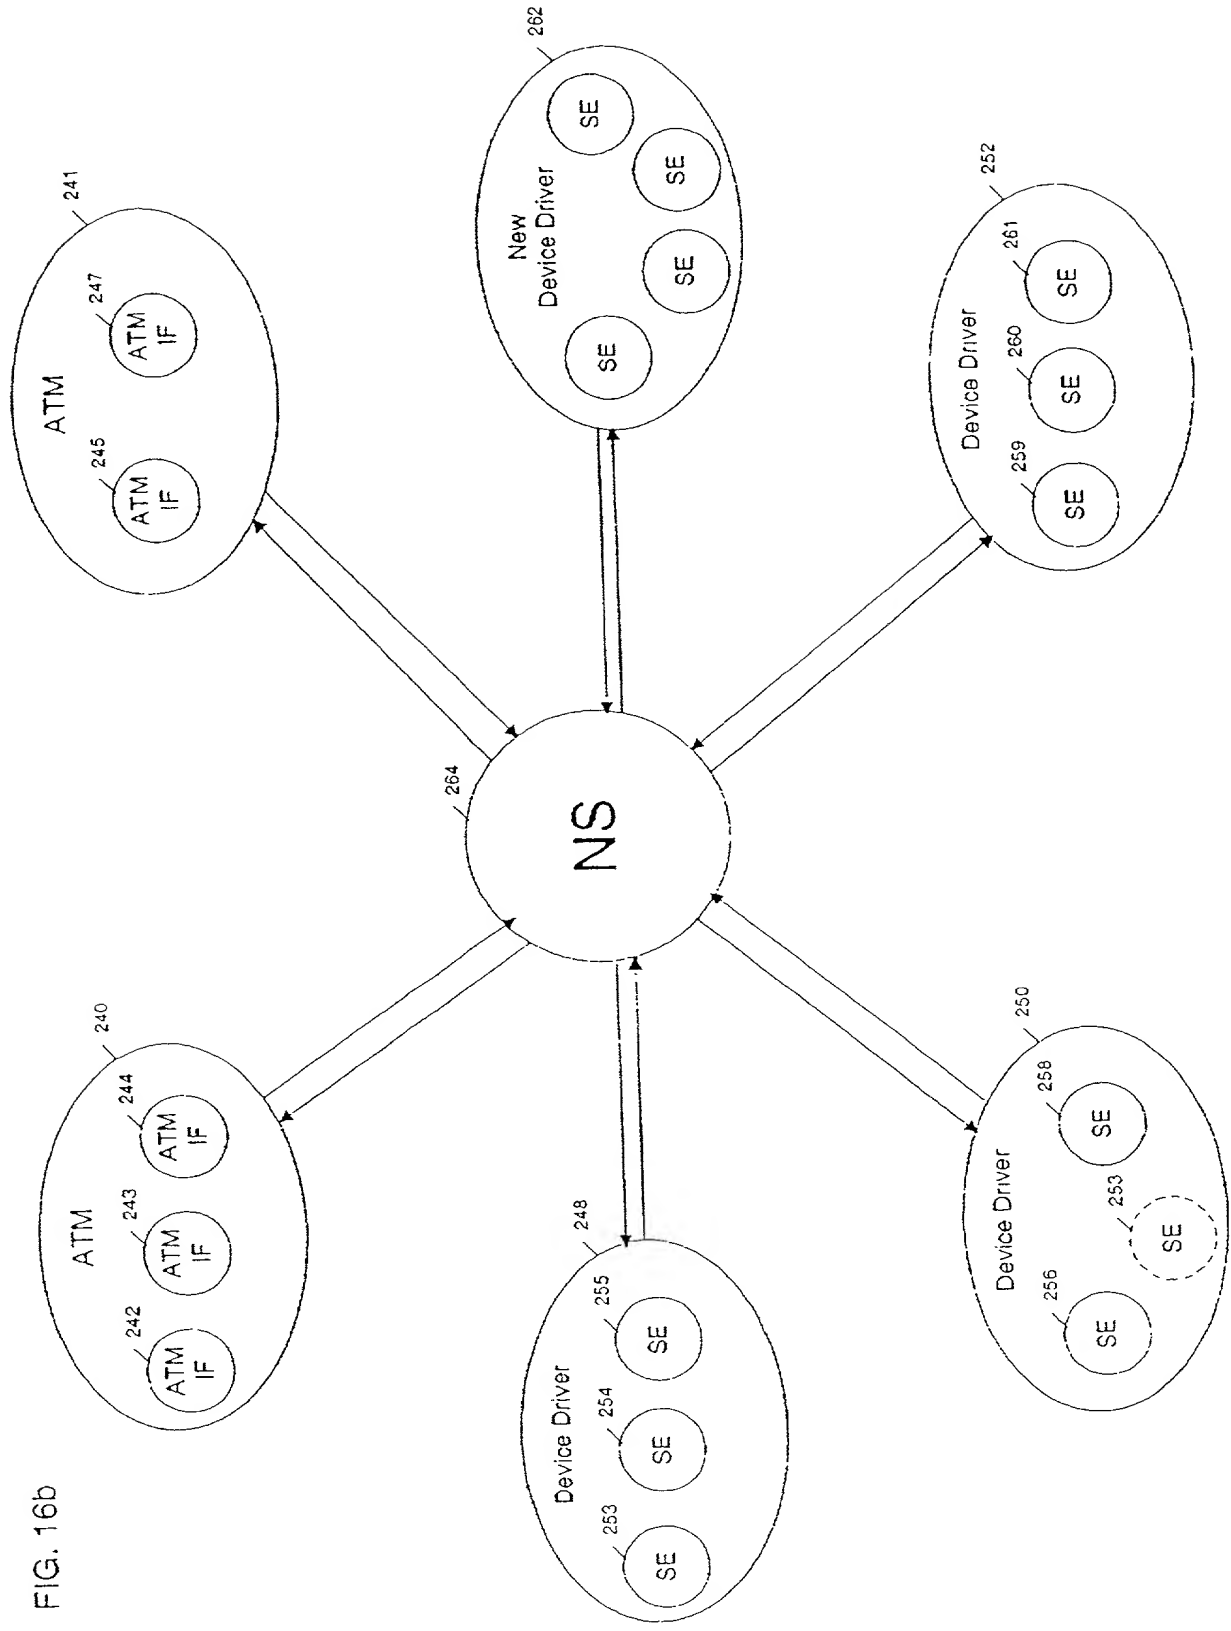 FIG. 16b
240
ATM
242
ATM
IF
243
ATM
IF
244
ATM
IF
241
ATM
245
ATM
IF
247
ATM
IF
248
Device Driver
253
SE
254
SE
255
SE
264
NS
262
New
Device Driver
SE
SE
SE
SE
250
Device Driver
256
SE
253
SE
258
SE
252
Device Driver
259
SE
260
SE
261
SE